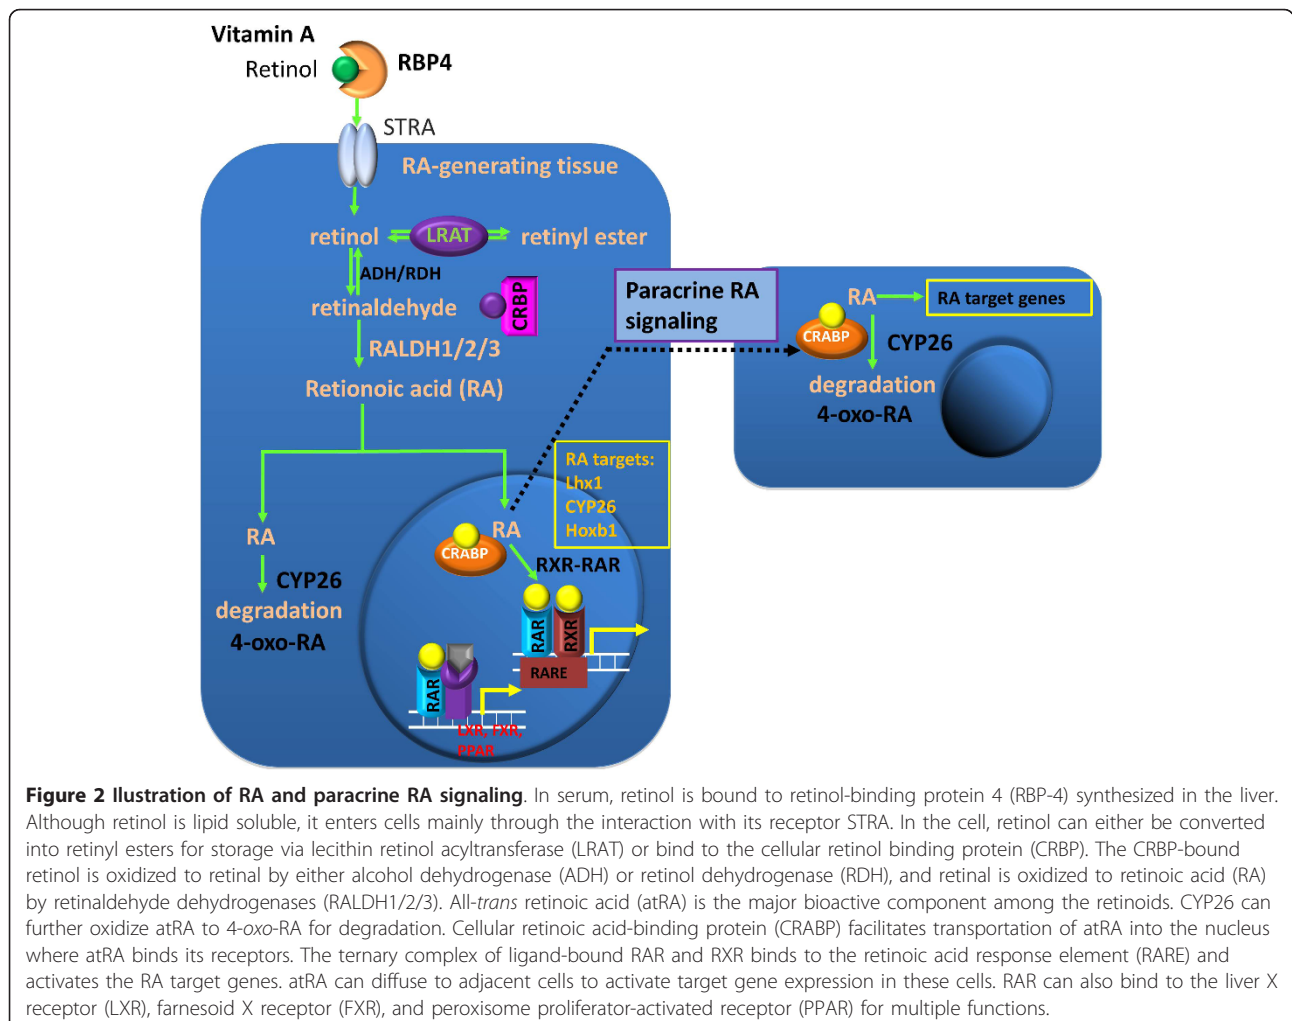 Vitamin A
Retinol
RBP4
STRA
RA-generating tissue
retinol
LRAT
retinyl ester
ADH/RDH
retinaldehyde
CRBP
RALDH1/2/3
Retionoic acid (RA)
RA
CYP26
degradation
4-oxo-RA
RA targets:
Lhx1
CYP26
Hoxb1
RA
CRABP
RXR-RAR
RAR
RXR
RARE
RAR
LXR, FXR,
PPAR
Paracrine RA
signaling
RA
RA target genes
CRABP
CYP26
degradation
4-oxo-RA
Figure 2 Ilustration of RA and paracrine RA signaling. In serum, retinol is bound to retinol-binding protein 4 (RBP-4) synthesized in the liver.
Although retinol is lipid soluble, it enters cells mainly through the interaction with its receptor STRA. In the cell, retinol can either be converted
into retinyl esters for storage via lecithin retinol acyltransferase (LRAT) or bind to the cellular retinol binding protein (CRBP). The CRBP-bound
retinol is oxidized to retinal by either alcohol dehydrogenase (ADH) or retinol dehydrogenase (RDH), and retinal is oxidized to retinoic acid (RA)
by retinaldehyde dehydrogenases (RALDH1/2/3). All-trans retinoic acid (atRA) is the major bioactive component among the retinoids. CYP26 can
further oxidize atRA to 4-oxo-RA for degradation. Cellular retinoic acid-binding protein (CRABP) facilitates transportation of atRA into the nucleus
where atRA binds its receptors. The ternary complex of ligand-bound RAR and RXR binds to the retinoic acid response element (RARE) and
activates the RA target genes. atRA can diffuse to adjacent cells to activate target gene expression in these cells. RAR can also bind to the liver X
receptor (LXR), farnesoid X receptor (FXR), and peroxisome proliferator-activated receptor (PPAR) for multiple functions.